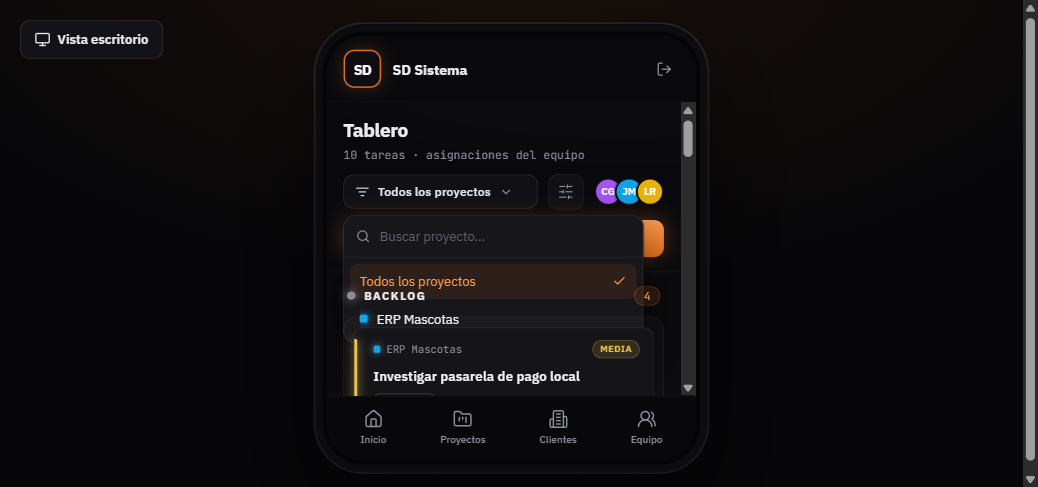 Vista escritorio
SD SD Sistema
Tablero
10 tareas · asignaciones del equipo
Todos los proyectos
CG JM LR
Buscar proyecto...
Todos los proyectos
BACKLOG 4
ERP Mascotas
ERP Mascotas MEDIA
Investigar pasarela de pago local
Inicio Proyectos Clientes Equipo